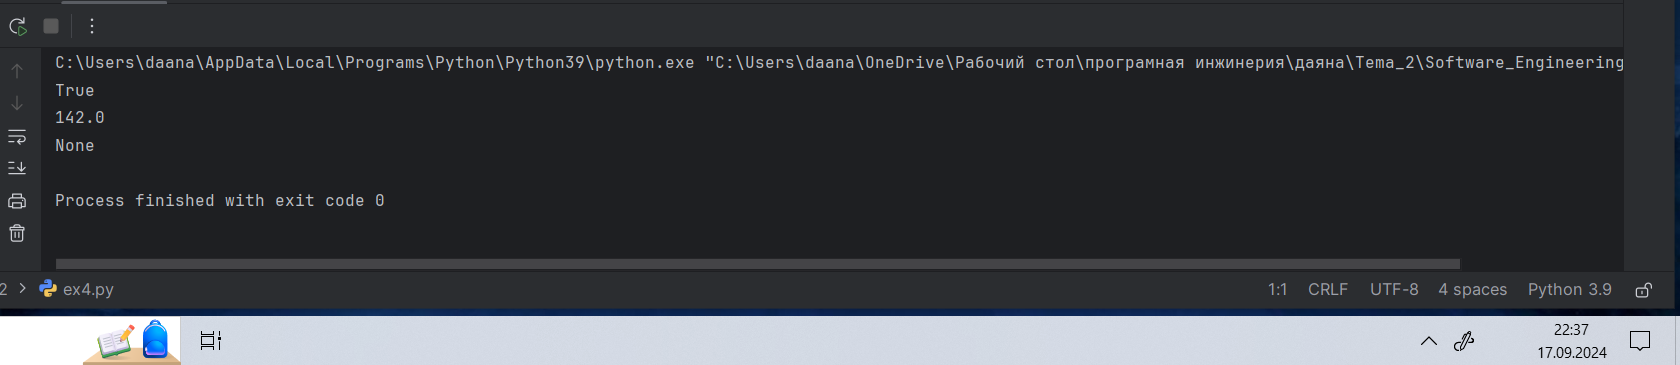 C:\Users\daana\AppData\Local\Programs\Python\Python39\python.exe "C:\Users\daana\OneDrive\Рабочий стол\програмная инжинерия\даяна\Tema_2\Software_Engineering
True
142.0
None
Process finished with exit code 0
2 > ex4.py 1:1 CRLF UTF-8 4 spaces Python 3.9
22:37
17.09.2024